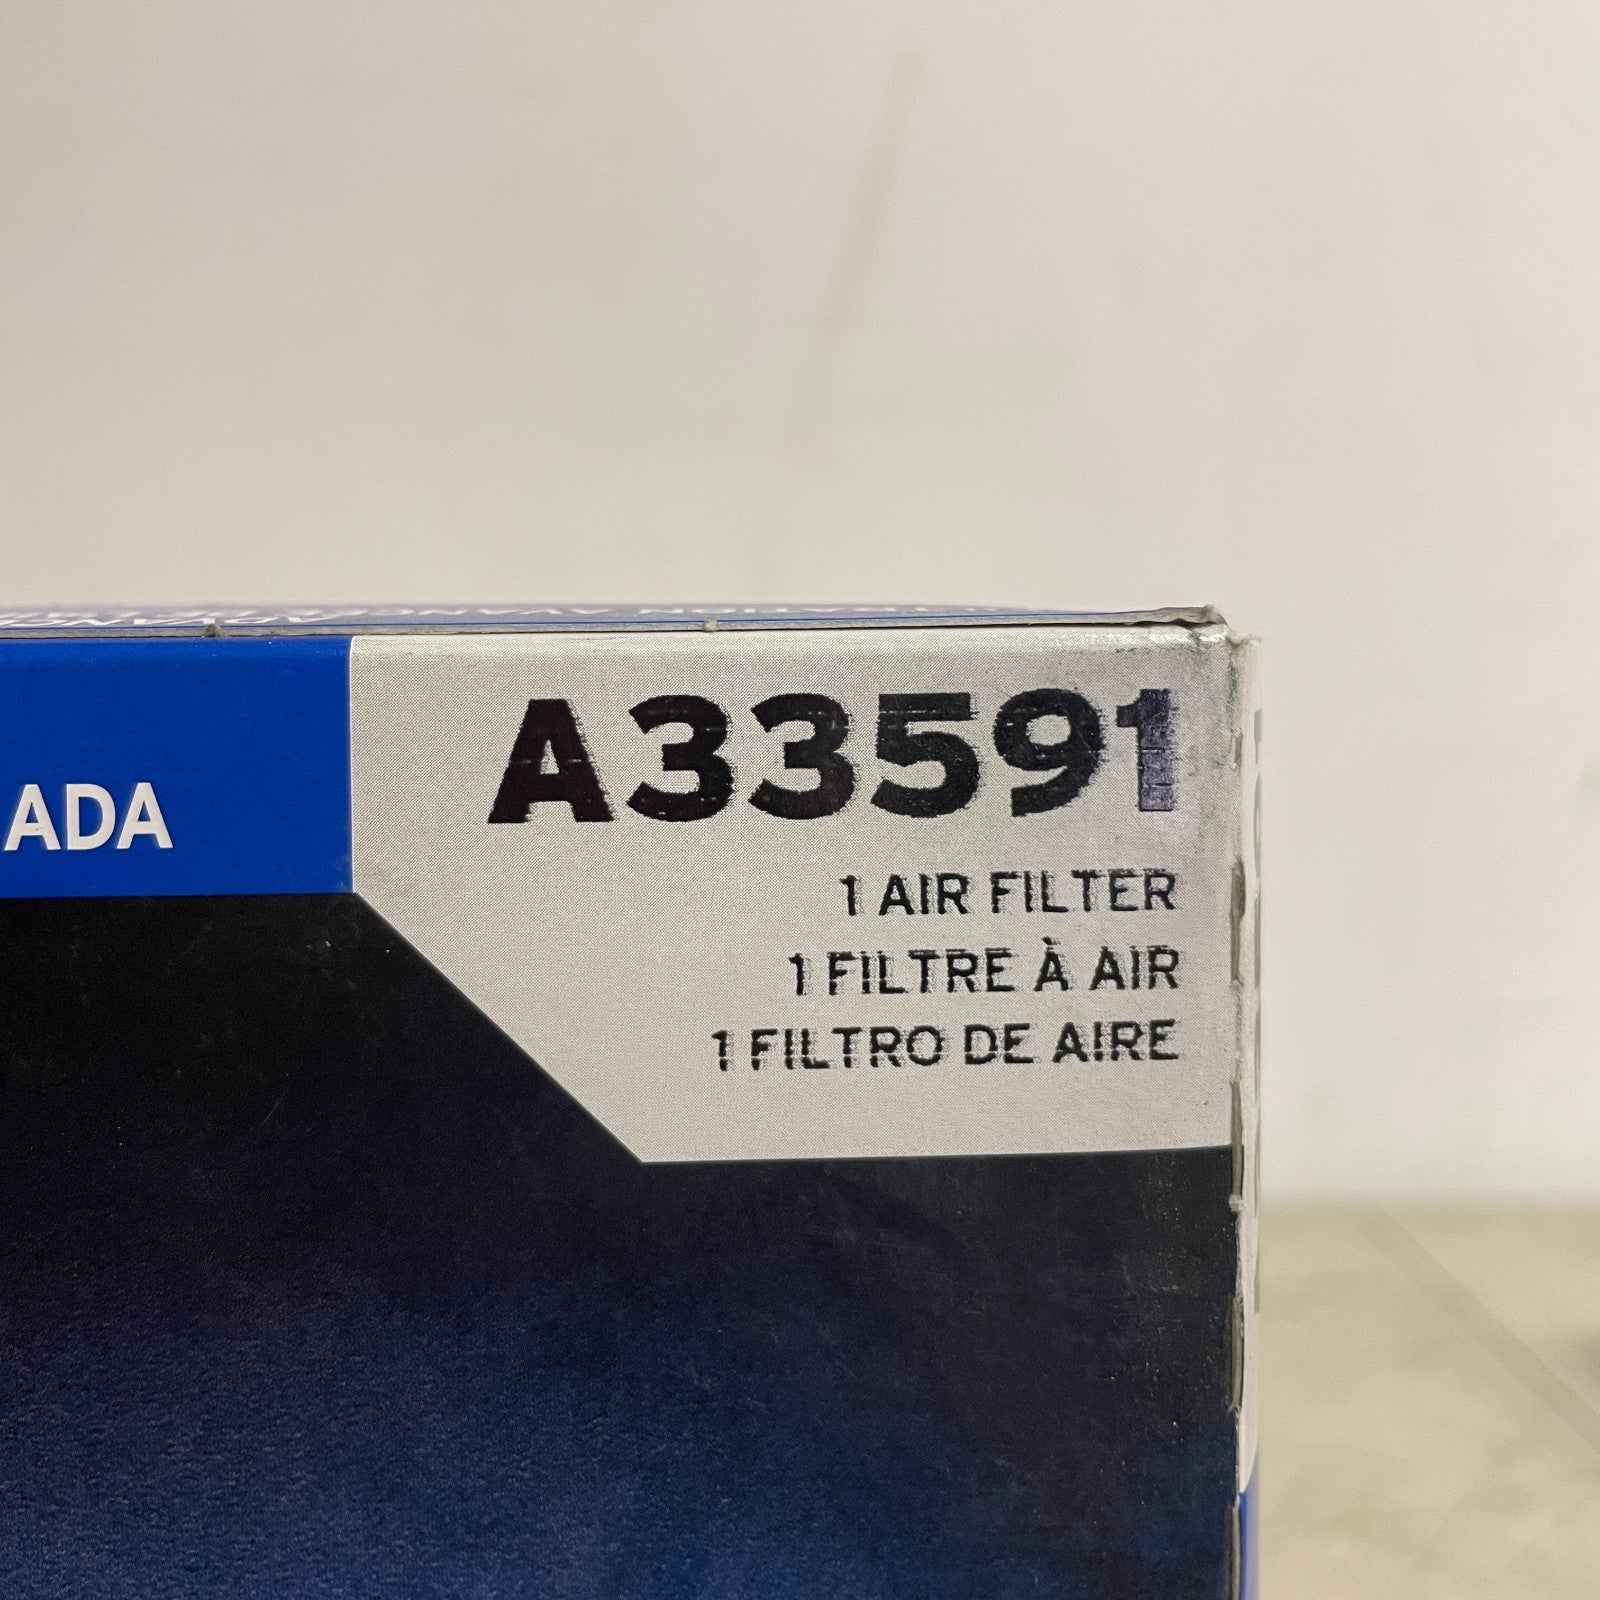 A33591
ADA
1 AIR FILTER
1 FILTRE À AIR
1 FILTRO DE AIRE